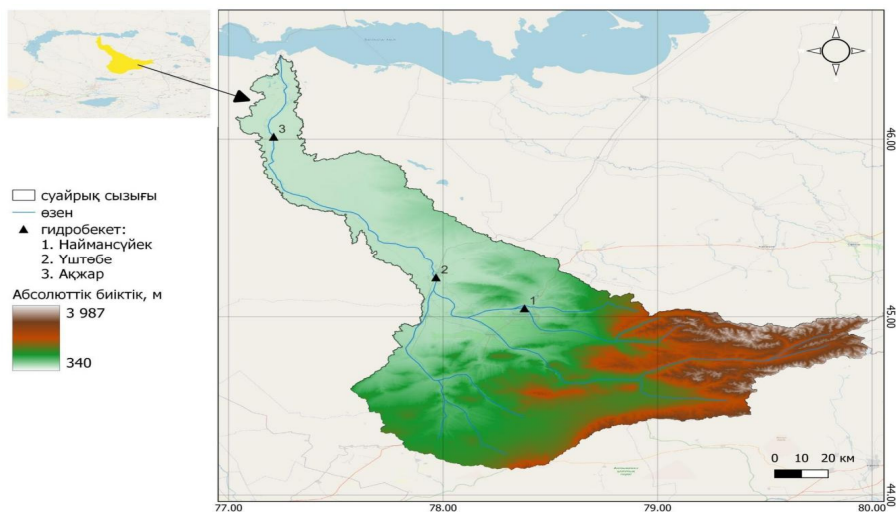 3
2
1
суайрық сызығы
өзен
гидробекет:
1. Наймансүйек
2. Үштөбе
3. Ақжар
Абсолюттік биіктік, м
3 987
340
0 10 20 км
77.00 78.00 79.00 80.00
46.00
45.00
44.00